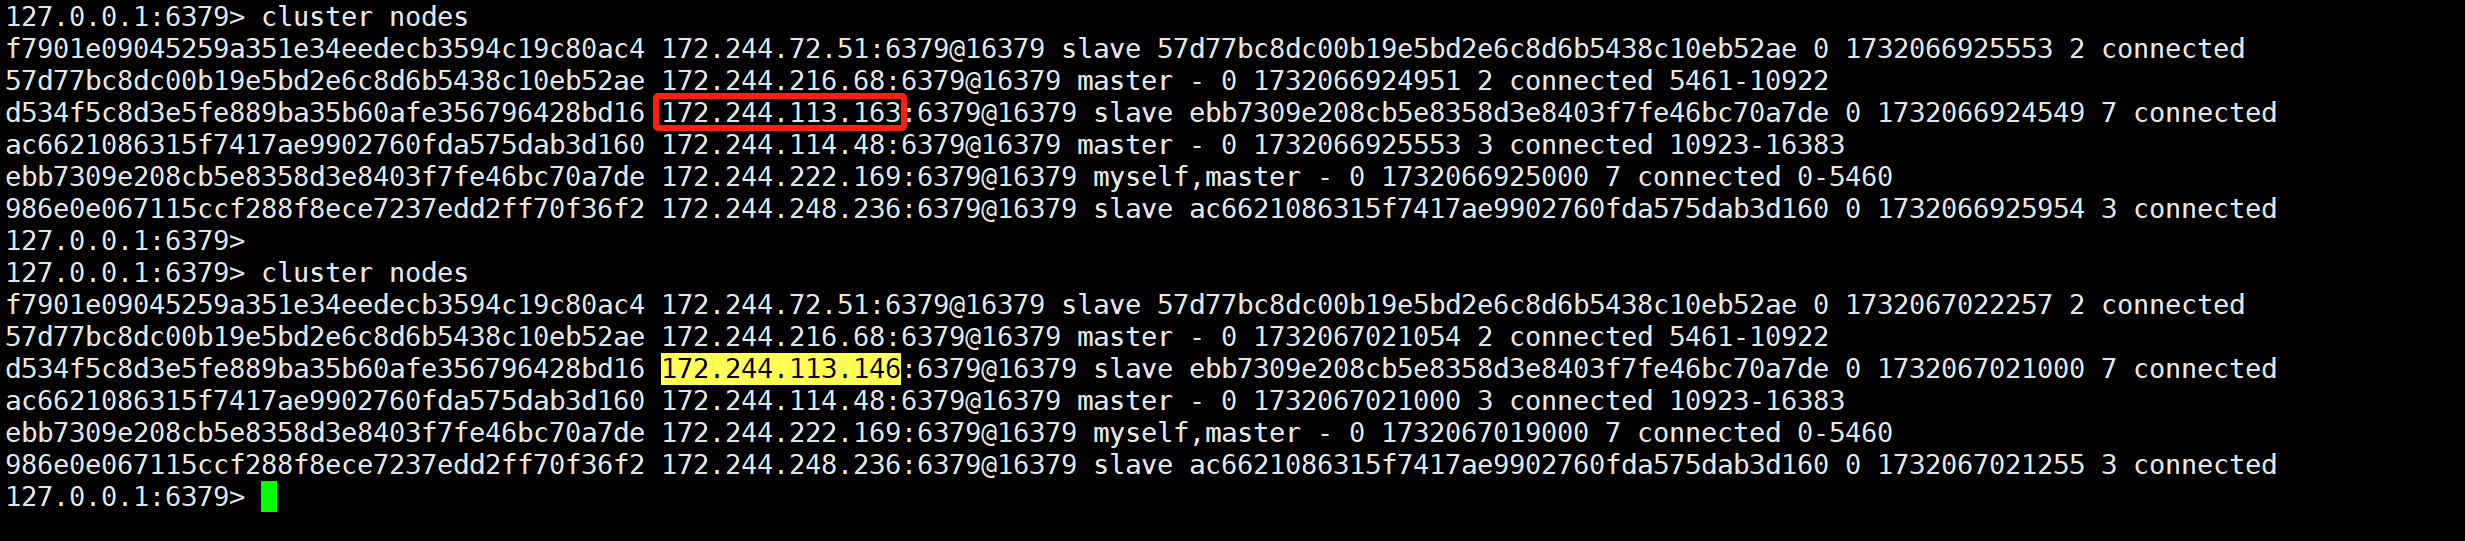 127.0.0.1:6379> cluster nodes
f7901e09045259a351e34eedecb3594c19c80ac4 172.244.72.51:6379@16379 slave 57d77bc8dc00b19e5bd2e6c8d6b5438c10eb52ae 0 1732066925553 2 connected
57d77bc8dc00b19e5bd2e6c8d6b5438c10eb52ae 172.244.216.68:6379@16379 master - 0 1732066924951 2 connected 5461-10922
d534f5c8d3e5fe889ba35b60afe356796428bd16 172.244.113.163:6379@16379 slave ebb7309e208cb5e8358d3e8403f7fe46bc70a7de 0 1732066924549 7 connected
ac6621086315f7417ae9902760fda575dab3d160 172.244.114.48:6379@16379 master - 0 1732066925553 3 connected 10923-16383
ebb7309e208cb5e8358d3e8403f7fe46bc70a7de 172.244.222.169:6379@16379 myself,master - 0 1732066925000 7 connected 0-5460
986e0e067115ccf288f8ece7237edd2ff70f36f2 172.244.248.236:6379@16379 slave ac6621086315f7417ae9902760fda575dab3d160 0 1732066925954 3 connected
127.0.0.1:6379>
127.0.0.1:6379> cluster nodes
f7901e09045259a351e34eedecb3594c19c80ac4 172.244.72.51:6379@16379 slave 57d77bc8dc00b19e5bd2e6c8d6b5438c10eb52ae 0 1732067022257 2 connected
57d77bc8dc00b19e5bd2e6c8d6b5438c10eb52ae 172.244.216.68:6379@16379 master - 0 1732067021054 2 connected 5461-10922
d534f5c8d3e5fe889ba35b60afe356796428bd16 172.244.113.146:6379@16379 slave ebb7309e208cb5e8358d3e8403f7fe46bc70a7de 0 1732067021000 7 connected
ac6621086315f7417ae9902760fda575dab3d160 172.244.114.48:6379@16379 master - 0 1732067021000 3 connected 10923-16383
ebb7309e208cb5e8358d3e8403f7fe46bc70a7de 172.244.222.169:6379@16379 myself,master - 0 1732067019000 7 connected 0-5460
986e0e067115ccf288f8ece7237edd2ff70f36f2 172.244.248.236:6379@16379 slave ac6621086315f7417ae9902760fda575dab3d160 0 1732067021255 3 connected
127.0.0.1:6379>